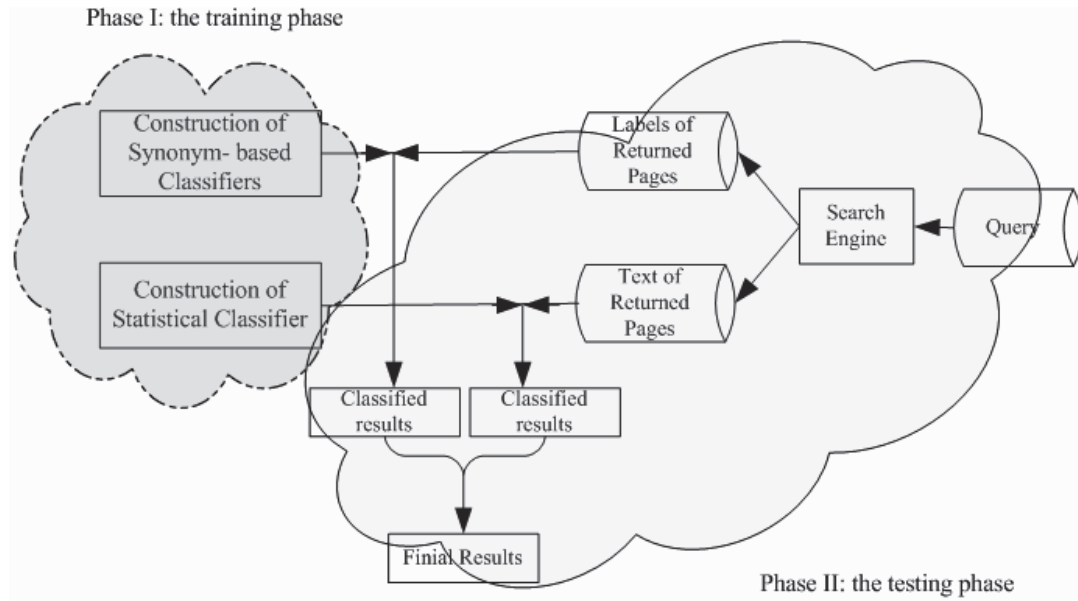 Phase I: the training phase
Construction of
Synonym- based
Classifiers
Labels of
Returned
Pages
Search
Engine
Query
Construction of
Statistical Classifier
Text of
Returned
Pages
Classified
results
Classified
results
Finial Results
Phase II: the testing phase